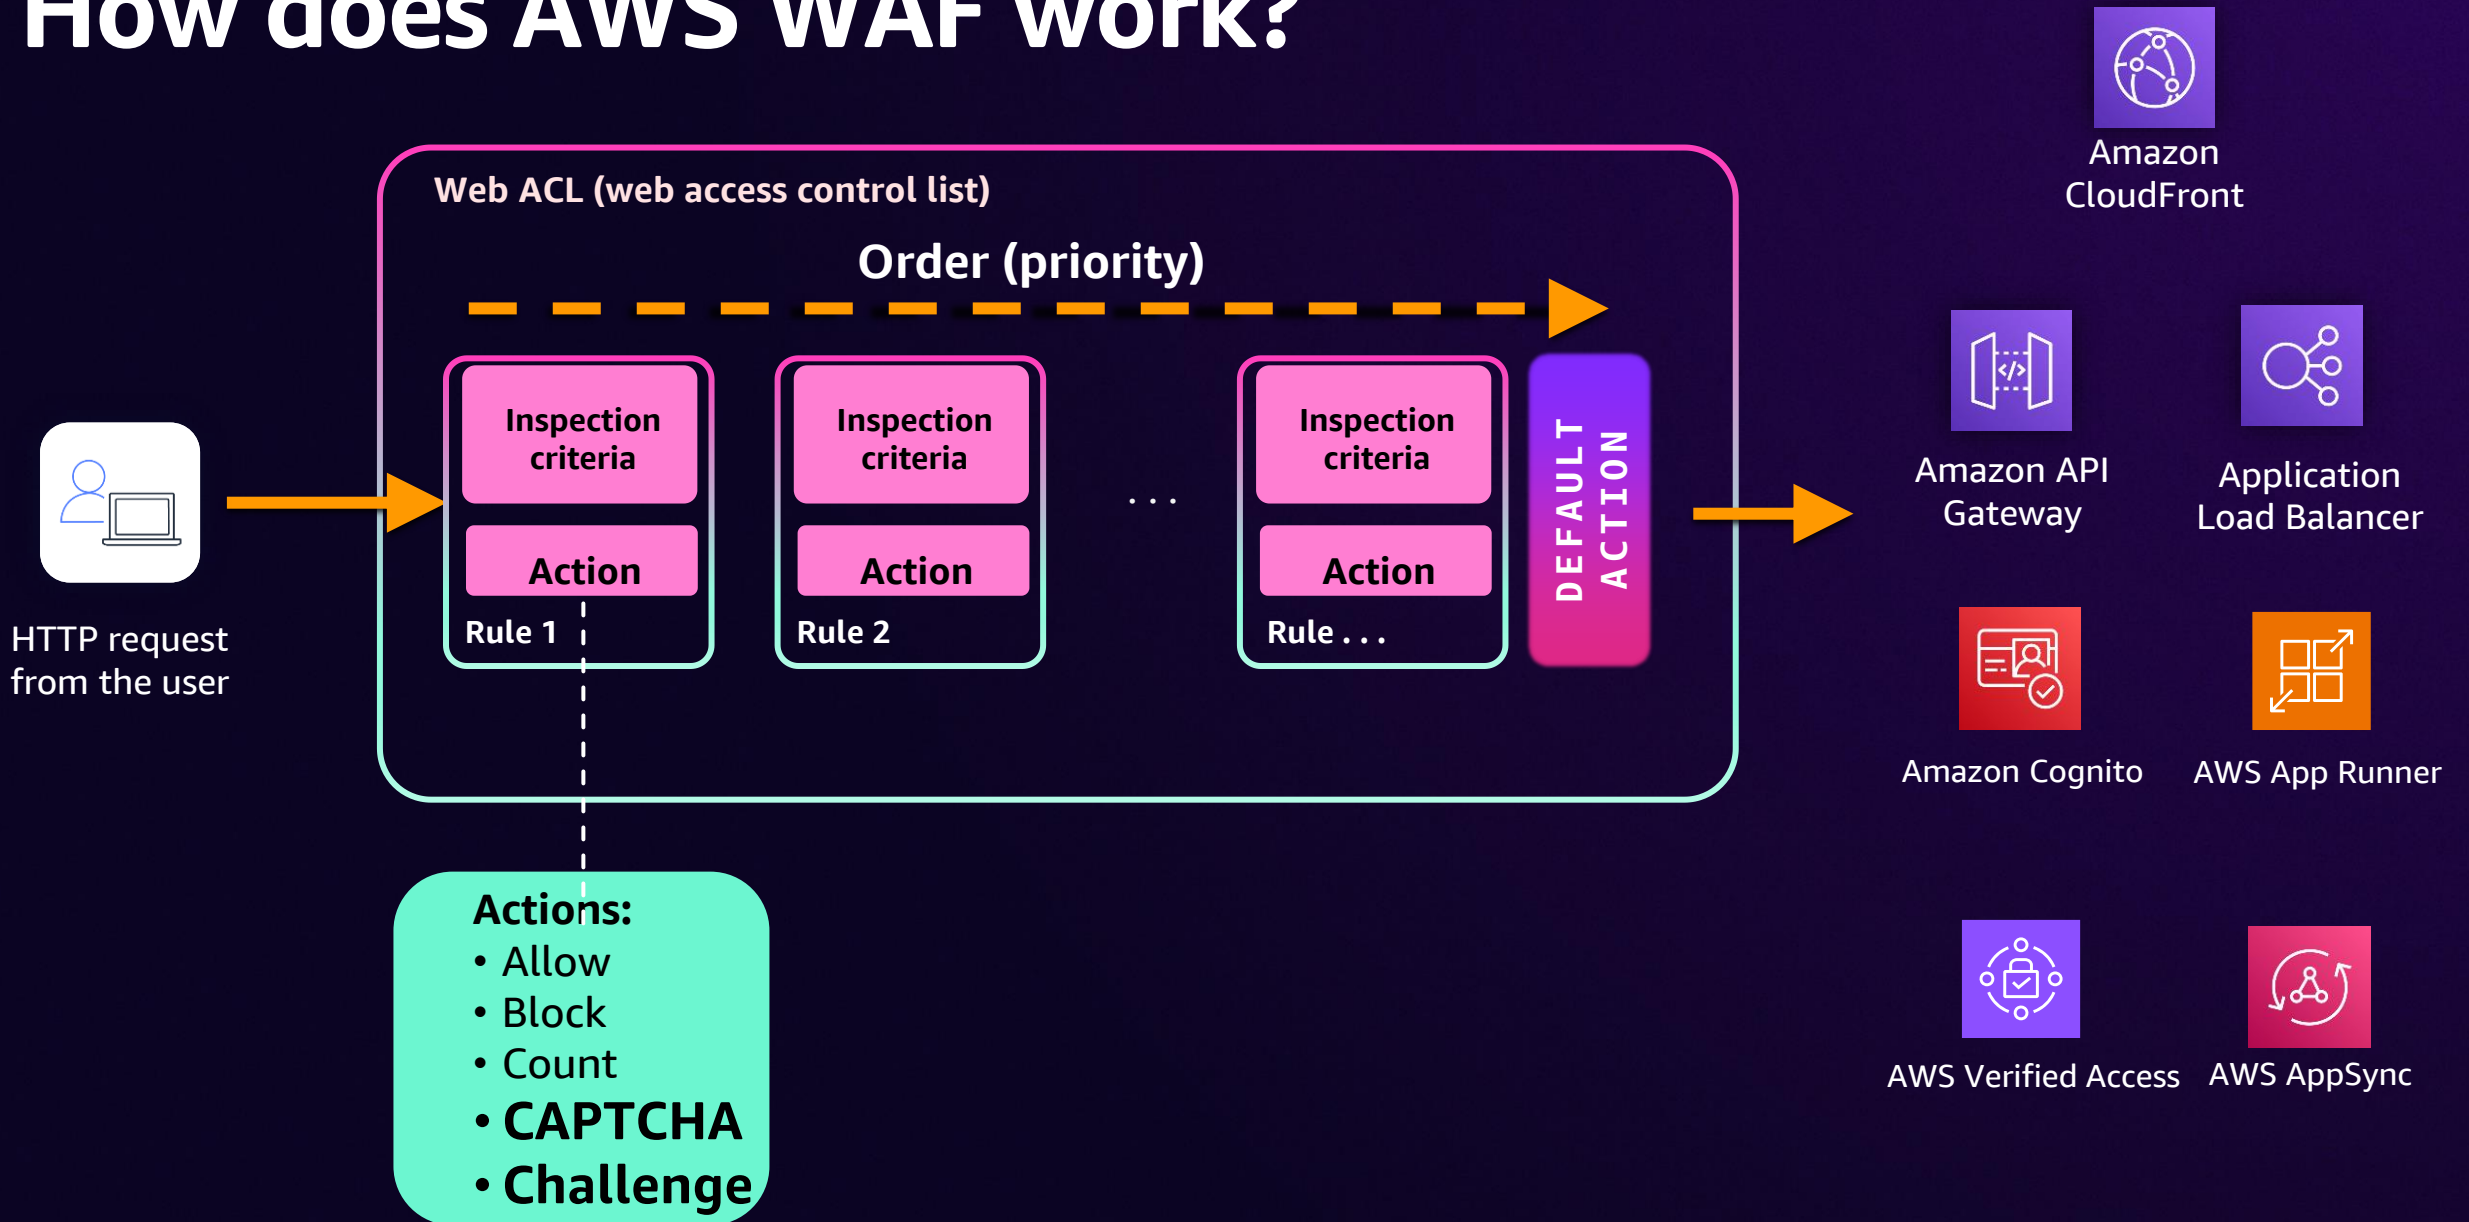 How does AWS WAF work?
Web ACL (web access control list)
Order (priority)
HTTP request
from the user
Inspection
criteria
Action
Rule 1
Inspection
criteria
Action
Rule 2
. . .
Inspection
criteria
Action
Rule . . .
DEFAULT
ACTION
Actions:
• Allow
• Block
• Count
• CAPTCHA
• Challenge
Amazon
CloudFront
Amazon API
Gateway
Application
Load Balancer
Amazon Cognito
AWS App Runner
AWS Verified Access
AWS AppSync